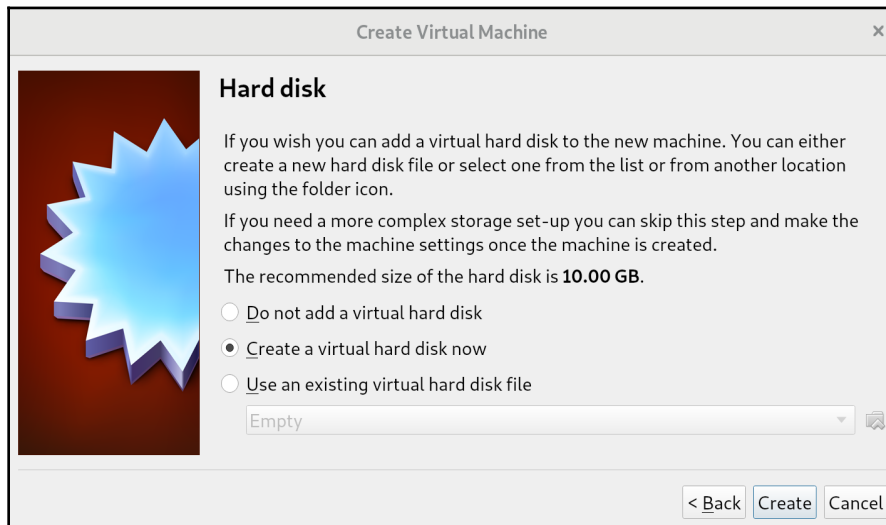 Create Virtual Machine
Hard disk
If you wish you can add a virtual hard disk to the new machine. You can either
create a new hard disk file or select one from the list or from another location
using the folder icon.
If you need a more complex storage set-up you can skip this step and make the
changes to the machine settings once the machine is created.
The recommended size of the hard disk is 10.00 GB.
Do not add a virtual hard disk
Create a virtual hard disk now
Use an existing virtual hard disk file
Empty
< Back Create Cancel